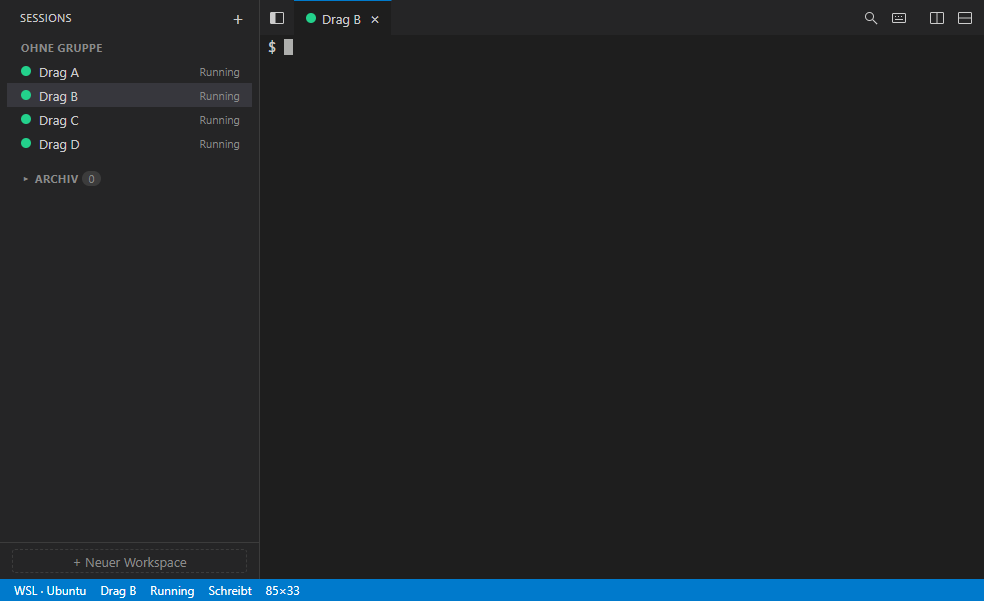 SESSIONS +
OHNE GRUPPE
Drag A Running
Drag B Running
Drag C Running
Drag D Running
▸ ARCHIV 0
+ Neuer Workspace
Drag B ×
$
WSL · Ubuntu Drag B Running Schreibt 85×33